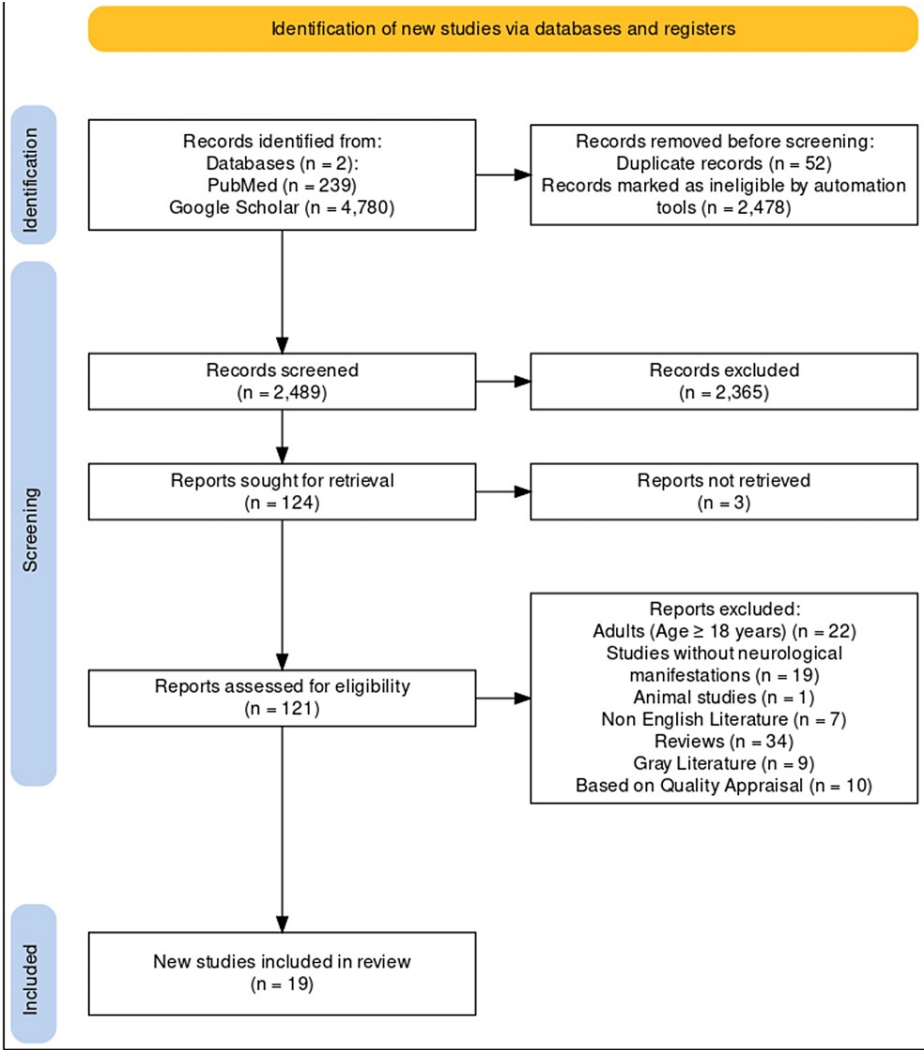 Identification of new studies via databases and registers
Identification
Records identified from:
Databases (n = 2):
PubMed (n = 239)
Google Scholar (n = 4,780)
Records removed before screening:
Duplicate records (n = 52)
Records marked as ineligible by automation
tools (n = 2,478)
Screening
Records screened
(n = 2,489)
Records excluded
(n = 2,365)
Reports sought for retrieval
(n = 124)
Reports not retrieved
(n = 3)
Reports assessed for eligibility
(n = 121)
Reports excluded:
Adults (Age ≥ 18 years) (n = 22)
Studies without neurological
manifestations (n = 19)
Animal studies (n = 1)
Non English Literature (n = 7)
Reviews (n = 34)
Gray Literature (n = 9)
Based on Quality Appraisal (n = 10)
Included
New studies included in review
(n = 19)